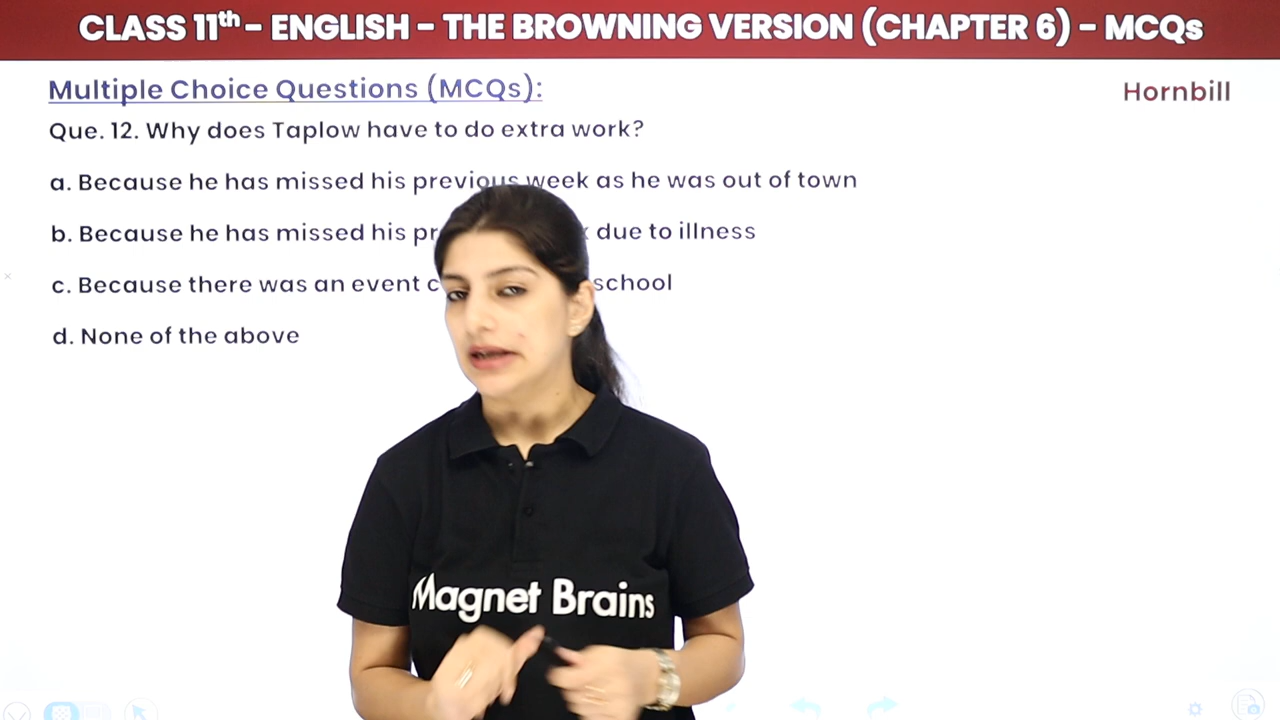 CLASS 11th - ENGLISH - THE BROWNING VERSION (CHAPTER 6) - MCQs
Multiple Choice Questions (MCQs):
Hornbill
Que. 12. Why does Taplow have to do extra work?
a. Because he has missed his previous week as he was out of town
b. Because he has missed his due to illness
c. Because there was an event school
d. None of the above
Magnet Brains